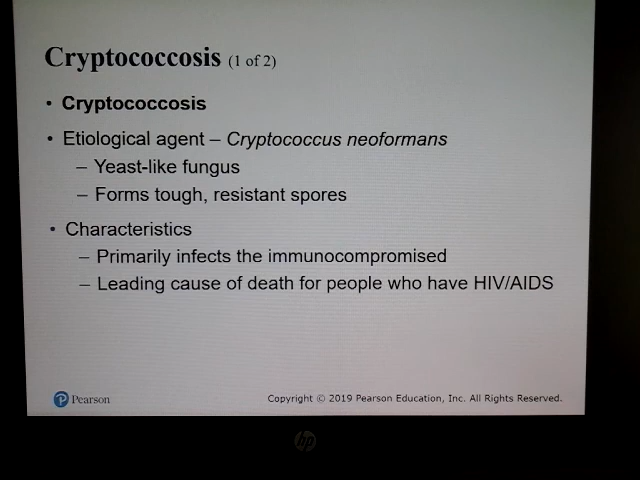 Cryptococcosis (1 of 2)
• Cryptococcosis
• Etiological agent – Cryptococcus neoformans
– Yeast-like fungus
– Forms tough, resistant spores
• Characteristics
– Primarily infects the immunocompromised
– Leading cause of death for people who have HIV/AIDS
P Pearson
Copyright © 2019 Pearson Education, Inc. All Rights Reserved.
hp